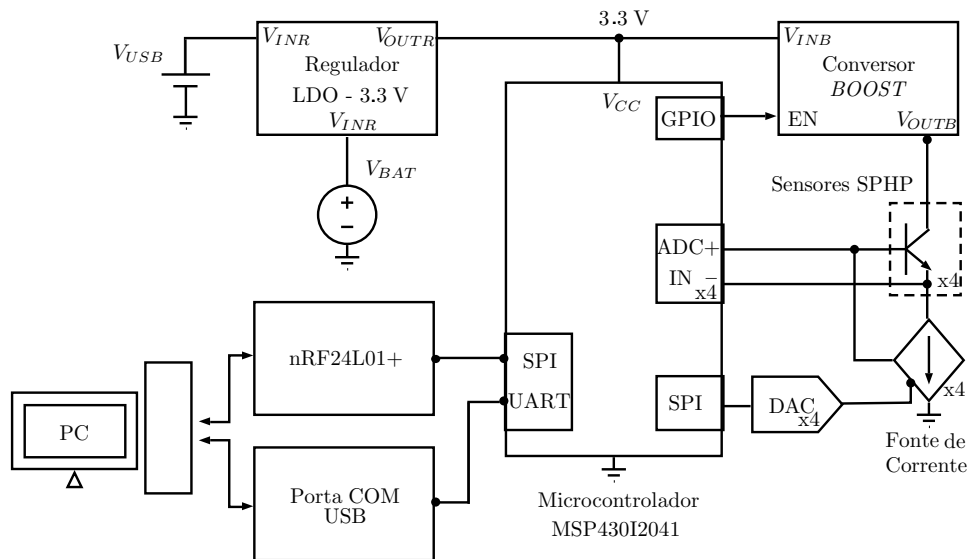 3.3 V
V_USB
V_INR
V_OUTR
Regulador
LDO - 3.3 V
V_INR
V_BAT
+
−
V_CC
GPIO
V_INB
Conversor
BOOST
EN
V_OUTB
Sensores SPHP
x4
ADC+
IN −
x4
nRF24L01+
SPI
UART
SPI
DAC
x4
x4
Fonte de
Corrente
PC
Porta COM
USB
Microcontrolador
MSP430I2041